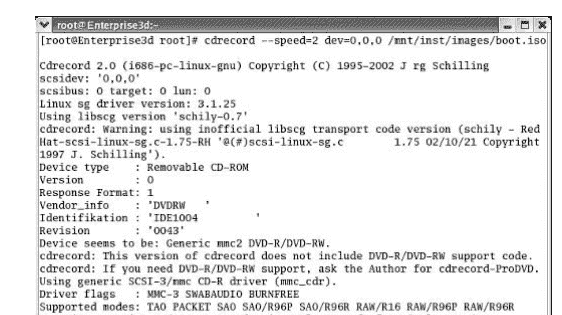 root@Enterprise3d:~
[root@Enterprise3d root]# cdrecord --speed=2 dev=0,0,0 /mnt/inst/images/boot.iso
Cdrecord 2.0 (i686-pc-linux-gnu) Copyright (C) 1995-2002 J rg Schilling
scsidev: '0,0,0'
scsibus: 0 target: 0 lun: 0
Linux sg driver version: 3.1.25
Using libscg version 'schily-0.7'
cdrecord: Warning: using inofficial libscg transport code version (schily - Red
Hat-scsi-linux-sg.c-1.75-RH '@(#)scsi-linux-sg.c 1.75 02/10/21 Copyright
1997 J. Schilling').
Device type : Removable CD-ROM
Version : 0
Response Format: 1
Vendor_info : 'DVDRW '
Identifikation : 'IDE1004 '
Revision : '0043'
Device seems to be: Generic mmc2 DVD-R/DVD-RW.
cdrecord: This version of cdrecord does not include DVD-R/DVD-RW support code.
cdrecord: If you need DVD-R/DVD-RW support, ask the Author for cdrecord-ProDVD.
Using generic SCSI-3/mmc CD-R driver (mmc_cdr).
Driver flags : MMC-3 SWABAUDIO BURNFREE
Supported modes: TAO PACKET SAO SAO/R96P SAO/R96R RAW/R16 RAW/R96P RAW/R96R